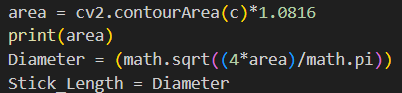 area = cv2.contourArea(c)*1.0816
print(area)
Diameter = (math.sqrt((4*area)/math.pi))
Stick_Length = Diameter